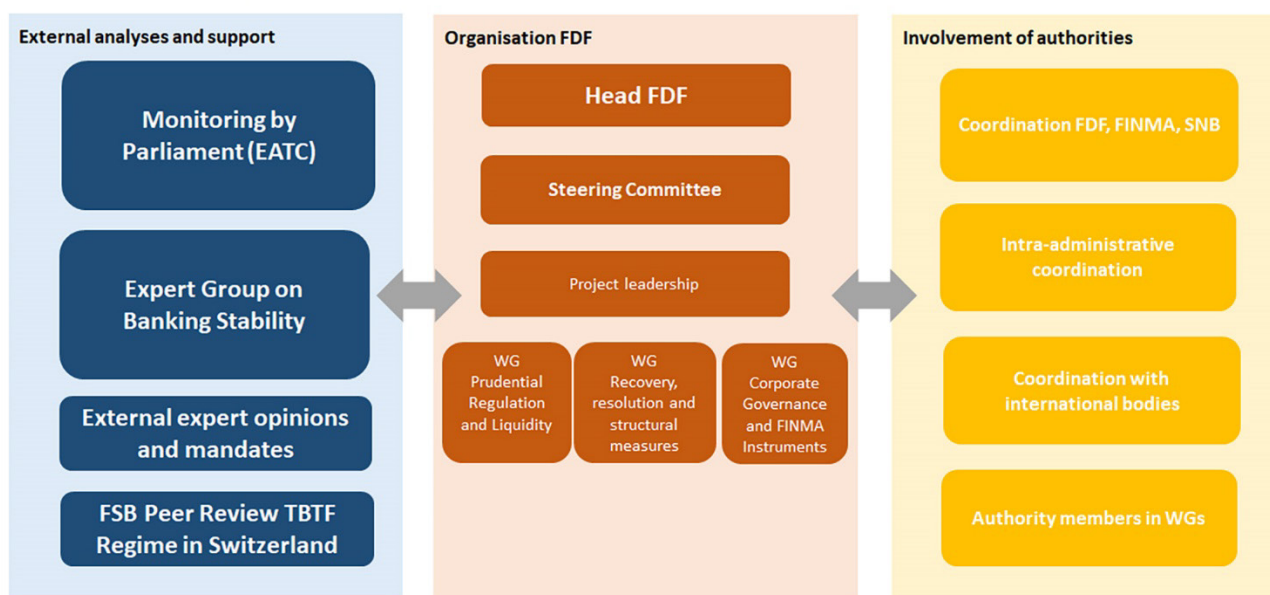 External analyses and support
Monitoring by
Parliament (EATC)
Expert Group on
Banking Stability
External expert opinions
and mandates
FSB Peer Review TBTF
Regime in Switzerland
Organisation FDF
Head FDF
Steering Committee
Project leadership
WG
Prudential
Regulation
and Liquidity
WG
Recovery,
resolution and
structural
measures
WG
Corporate
Governance
and FINMA
Instruments
Involvement of authorities
Coordination FDF, FINMA, SNB
Intra-administrative
coordination
Coordination with
international bodies
Authority members in WGs